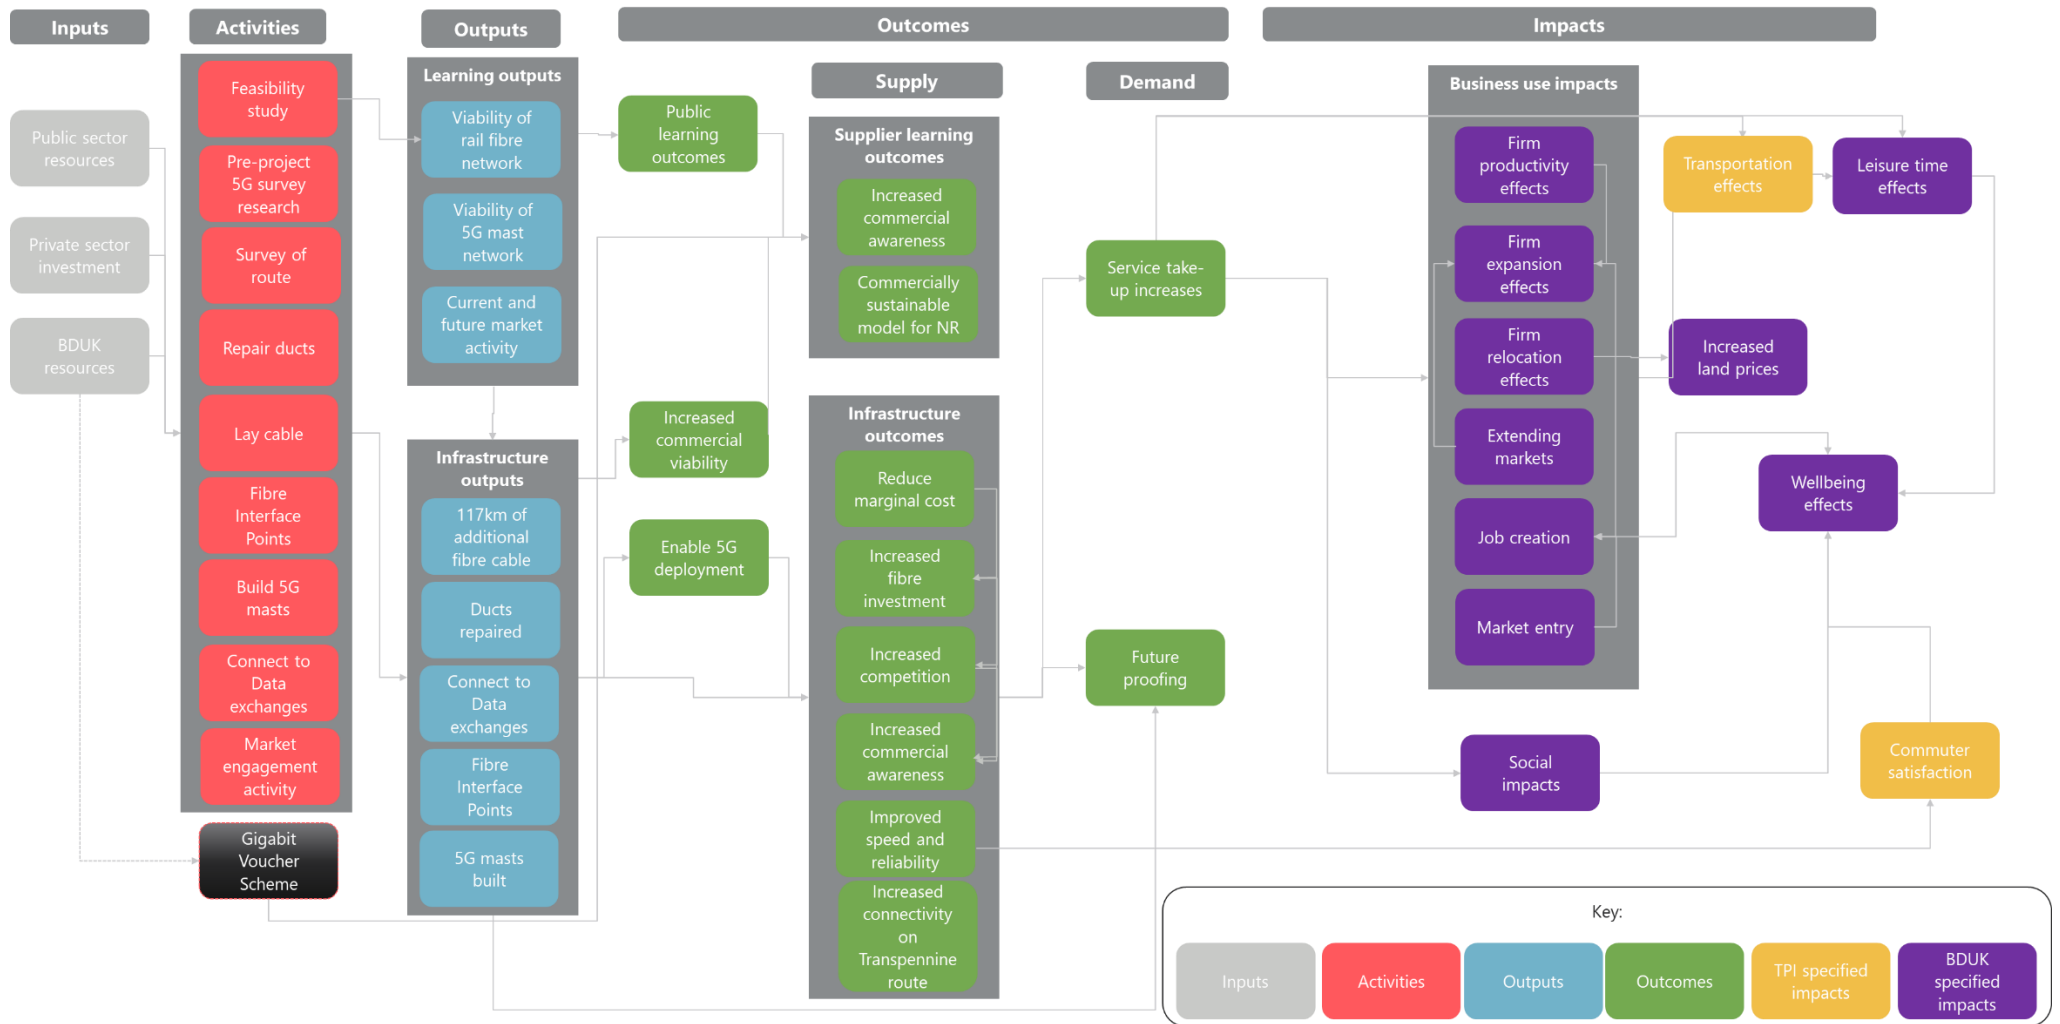 Inputs
Activities
Outputs
Outcomes
Impacts
Supply
Demand
Public sector
resources
Private sector
investment
BDUK
resources
Feasibility
study
Pre-project
5G survey
research
Survey of
route
Repair ducts
Lay cable
Fibre
Interface
Points
Build 5G
masts
Connect to
Data
exchanges
Market
engagement
activity
Gigabit
Voucher
Scheme
Learning outputs
Viability of
rail fibre
network
Viability of
5G mast
network
Current and
future market
activity
Infrastructure
outputs
117km of
additional
fibre cable
Ducts
repaired
Connect to
Data
exchanges
Fibre
Interface
Points
5G masts
built
Public
learning
outcomes
Increased
commercial
viability
Enable 5G
deployment
Supplier learning
outcomes
Increased
commercial
awareness
Commercially
sustainable
model for NR
Infrastructure
outcomes
Reduce
marginal cost
Increased
fibre
investment
Increased
competition
Increased
commercial
awareness
Improved
speed and
reliability
Increased
connectivity
on
Transpennine
route
Service take-
up increases
Future
proofing
Business use impacts
Firm
productivity
effects
Firm
expansion
effects
Firm
relocation
effects
Extending
markets
Job creation
Market entry
Social
impacts
Transportation
effects
Leisure time
effects
Increased
land prices
Wellbeing
effects
Commuter
satisfaction
Key:
Inputs
Activities
Outputs
Outcomes
TPI specified
impacts
BDUK
specified
impacts